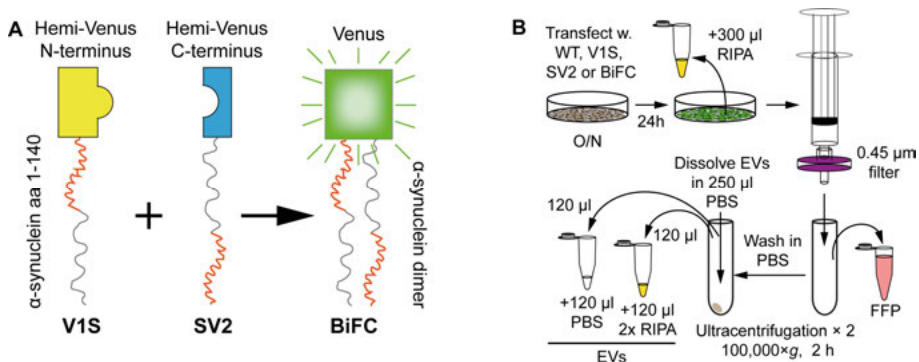 A
Hemi-Venus
N-terminus
Hemi-Venus
C-terminus
Venus
α-synuclein aa 1-140
α-synuclein dimer
V1S
SV2
BiFC
B
Transfect w.
WT, V1S,
SV2 or BiFC
+300 µl
RIPA
24h
O/N
0.45 µm
filter
Dissolve EVs
in 250 µl
PBS
120 µl
120 µl
Wash in
PBS
+120 µl
PBS
+120 µl
2x RIPA
EVs
FFP
Ultracentrifugation × 2
100,000×g, 2 h